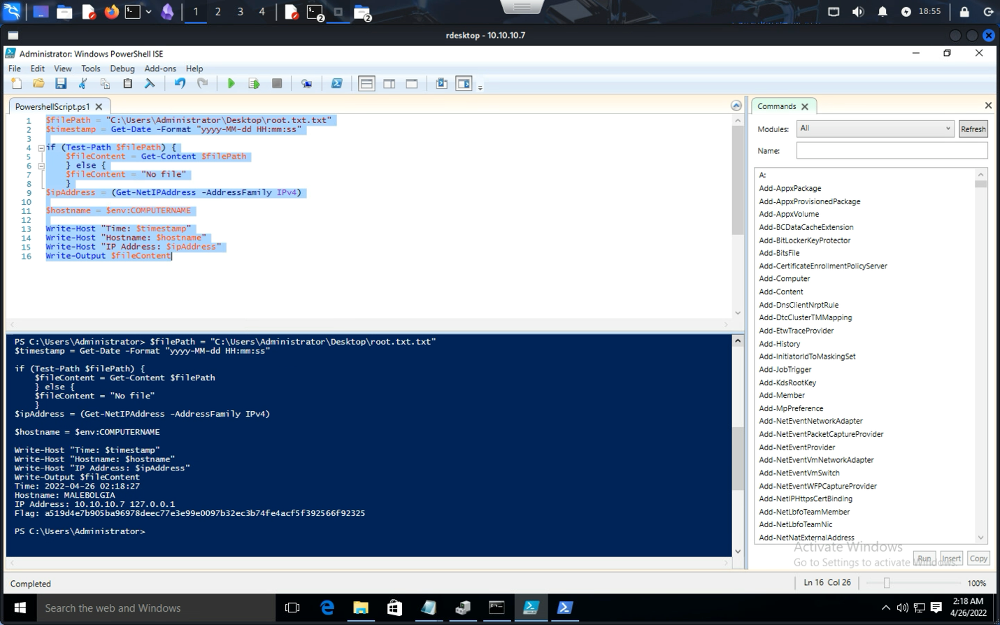 1 2 3 4 18:55
rdesktop - 10.10.10.7
Administrator: Windows PowerShell ISE
File Edit View Tools Debug Add-ons Help
PowershellScript.ps1
1 $filePath = "C:\Users\Administrator\Desktop\root.txt.txt"
2 $timestamp = Get-Date -Format "yyyy-MM-dd HH:mm:ss"
3
4 if (Test-Path $filePath) {
5 $fileContent = Get-Content $filePath
6 } else {
7 $fileContent = "No file"
8 }
9 $ipAddress = (Get-NetIPAddress -AddressFamily IPv4)
10
11 $hostname = $env:COMPUTERNAME
12
13 Write-Host "Time: $timestamp"
14 Write-Host "Hostname: $hostname"
15 Write-Host "IP Address: $ipAddress"
16 Write-Output $fileContent
PS C:\Users\Administrator> $filePath = "C:\Users\Administrator\Desktop\root.txt.txt"
$timestamp = Get-Date -Format "yyyy-MM-dd HH:mm:ss"
if (Test-Path $filePath) {
$fileContent = Get-Content $filePath
} else {
$fileContent = "No file"
}
$ipAddress = (Get-NetIPAddress -AddressFamily IPv4)
$hostname = $env:COMPUTERNAME
Write-Host "Time: $timestamp"
Write-Host "Hostname: $hostname"
Write-Host "IP Address: $ipAddress"
Write-Output $fileContent
Time: 2022-04-26 02:18:27
Hostname: MALEBOLGIA
IP Address: 10.10.10.7 127.0.0.1
Flag: a519d4e7b905ba96978deec77e3e99e0097b32ec3b74fe4acf5f392566f92325
PS C:\Users\Administrator>
Commands
Modules: All Refresh
Name:
A:
Add-AppxPackage
Add-AppxProvisionedPackage
Add-AppxVolume
Add-BCDataCacheExtension
Add-BitLockerKeyProtector
Add-BitsFile
Add-CertificateEnrollmentPolicyServer
Add-Computer
Add-Content
Add-DnsClientNrptRule
Add-DtcClusterTMMapping
Add-EtwTraceProvider
Add-History
Add-InitiatorIdToMaskingSet
Add-JobTrigger
Add-KdsRootKey
Add-Member
Add-MpPreference
Add-NetEventNetworkAdapter
Add-NetEventPacketCaptureProvider
Add-NetEventProvider
Add-NetEventVmNetworkAdapter
Add-NetEventVmSwitch
Add-NetEventWFPCaptureProvider
Add-NetIPHttpsCertBinding
Add-NetLbfoTeamMember
Add-NetLbfoTeamNic
Add-NetNatExternalAddress
Activate Windows
Go to Settings to activate Windows.
Run Insert Copy
Completed Ln 16 Col 26 100%
Search the web and Windows
2:18 AM
4/26/2022